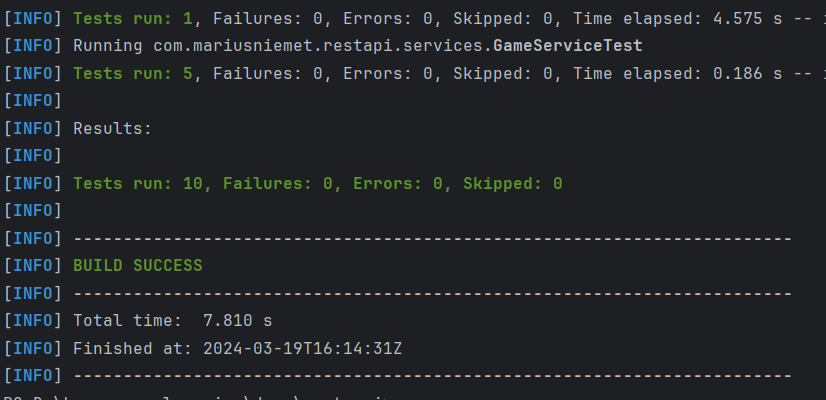 [INFO] Tests run: 1, Failures: 0, Errors: 0, Skipped: 0, Time elapsed: 4.575 s --
[INFO] Running com.mariusniemet.restapi.services.GameServiceTest
[INFO] Tests run: 5, Failures: 0, Errors: 0, Skipped: 0, Time elapsed: 0.186 s --
[INFO]
[INFO] Results:
[INFO]
[INFO] Tests run: 10, Failures: 0, Errors: 0, Skipped: 0
[INFO]
[INFO] ------------------------------------------------------------------------
[INFO] BUILD SUCCESS
[INFO] ------------------------------------------------------------------------
[INFO] Total time:  7.810 s
[INFO] Finished at: 2024-03-19T16:14:31Z
[INFO] ------------------------------------------------------------------------